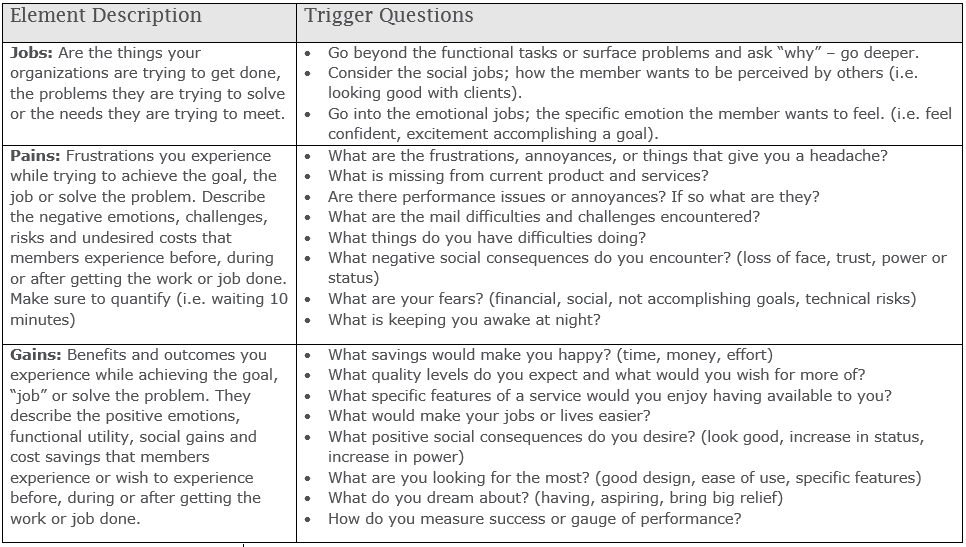 Element Description
Trigger Questions
Jobs: Are the things your
organizations are trying to get done,
the problems they are trying to solve
or the needs they are trying to meet.
• Go beyond the functional tasks or surface problems and ask “why” – go deeper.
• Consider the social jobs; how the member wants to be perceived by others (i.e.
looking good with clients).
• Go into the emotional jobs; the specific emotion the member wants to feel. (i.e. feel
confident, excitement accomplishing a goal).
Pains: Frustrations you experience
while trying to achieve the goal, the
job or solve the problem. Describe
the negative emotions, challenges,
risks and undesired costs that
members experience before, during
or after getting the work or job done.
Make sure to quantify (i.e. waiting 10
minutes)
• What are the frustrations, annoyances, or things that give you a headache?
• What is missing from current product and services?
• Are there performance issues or annoyances? If so what are they?
• What are the mail difficulties and challenges encountered?
• What things do you have difficulties doing?
• What negative social consequences do you encounter? (loss of face, trust, power or
status)
• What are your fears? (financial, social, not accomplishing goals, technical risks)
• What is keeping you awake at night?
Gains: Benefits and outcomes you
experience while achieving the goal,
“job” or solve the problem. They
describe the positive emotions,
functional utility, social gains and
cost savings that members
experience or wish to experience
before, during or after getting the
work or job done.
• What savings would make you happy? (time, money, effort)
• What quality levels do you expect and what would you wish for more of?
• What specific features of a service would you enjoy having available to you?
• What would make your jobs or lives easier?
• What positive social consequences do you desire? (look good, increase in status,
increase in power)
• What are you looking for the most? (good design, ease of use, specific features)
• What do you dream about? (having, aspiring, bring big relief)
• How do you measure success or gauge of performance?